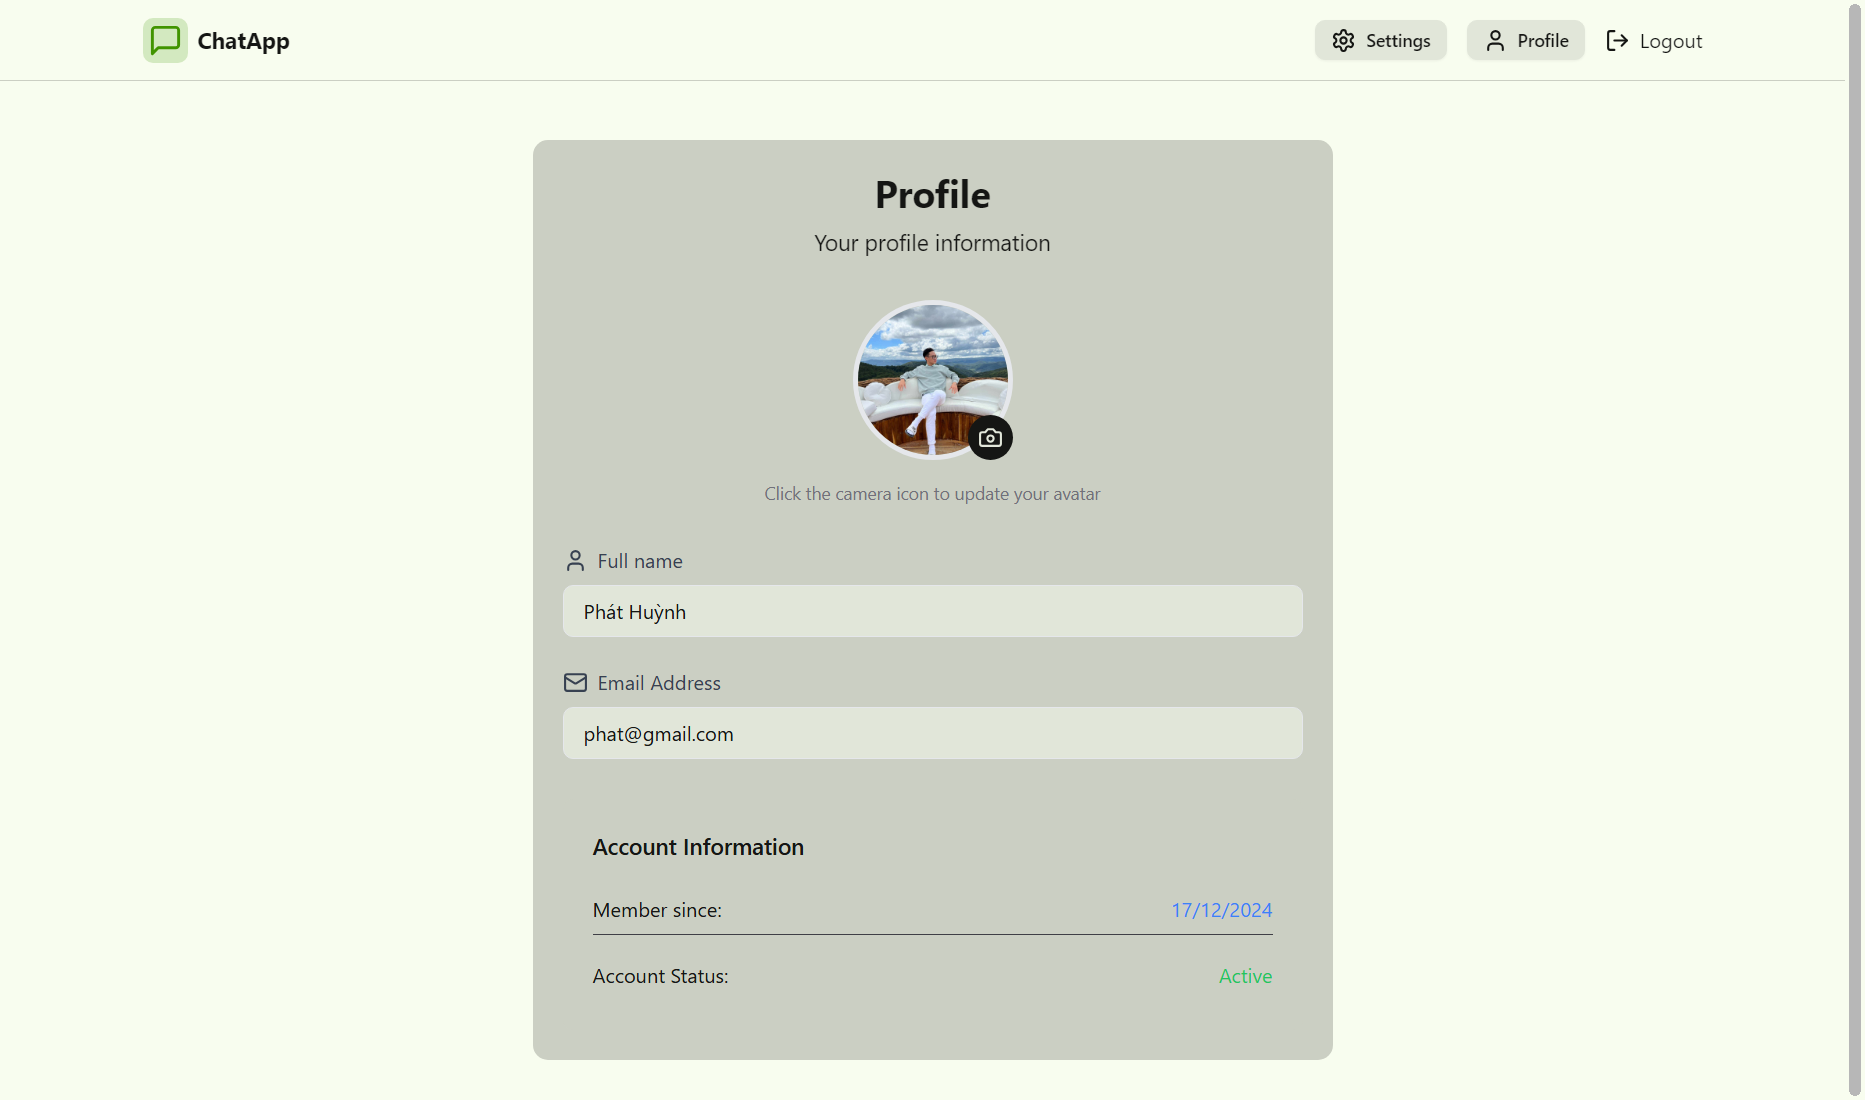 ChatApp
Settings
Profile
Logout
Profile
Your profile information
Click the camera icon to update your avatar
Full name
Phát Huỳnh
Email Address
phat@gmail.com
Account Information
Member since: 17/12/2024
Account Status: Active